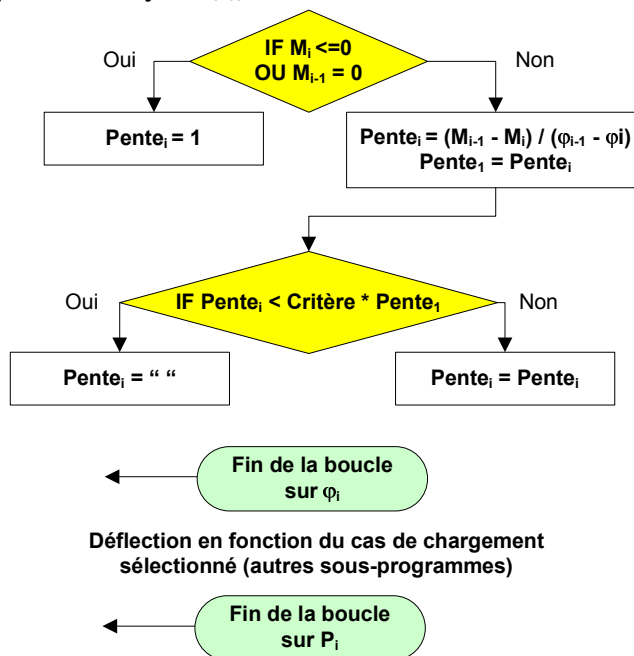 IF Mi <=0
OU Mi-1 = 0
Oui
Non
Pentei = 1
Pentei = (Mi-1 - Mi) / (φi-1 - φi)
Pente1 = Pentei
IF Pentei < Critère * Pente1
Oui
Non
Pentei = “ “
Pentei = Pentei
Fin de la boucle
sur φi
Déflection en fonction du cas de chargement
sélectionné (autres sous-programmes)
Fin de la boucle
sur Pi